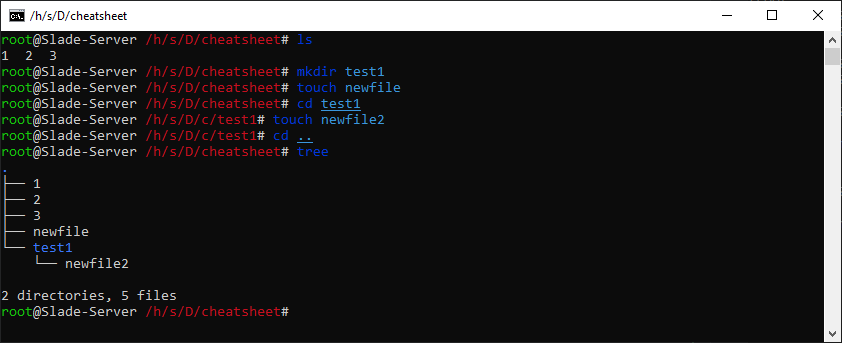 /h/s/D/cheatsheet
root@Slade-Server /h/s/D/cheatsheet# ls
1  2  3
root@Slade-Server /h/s/D/cheatsheet# mkdir test1
root@Slade-Server /h/s/D/cheatsheet# touch newfile
root@Slade-Server /h/s/D/cheatsheet# cd test1
root@Slade-Server /h/s/D/c/test1# touch newfile2
root@Slade-Server /h/s/D/c/test1# cd ..
root@Slade-Server /h/s/D/cheatsheet# tree
.
├── 1
├── 2
├── 3
├── newfile
└── test1
    └── newfile2
2 directories, 5 files
root@Slade-Server /h/s/D/cheatsheet#